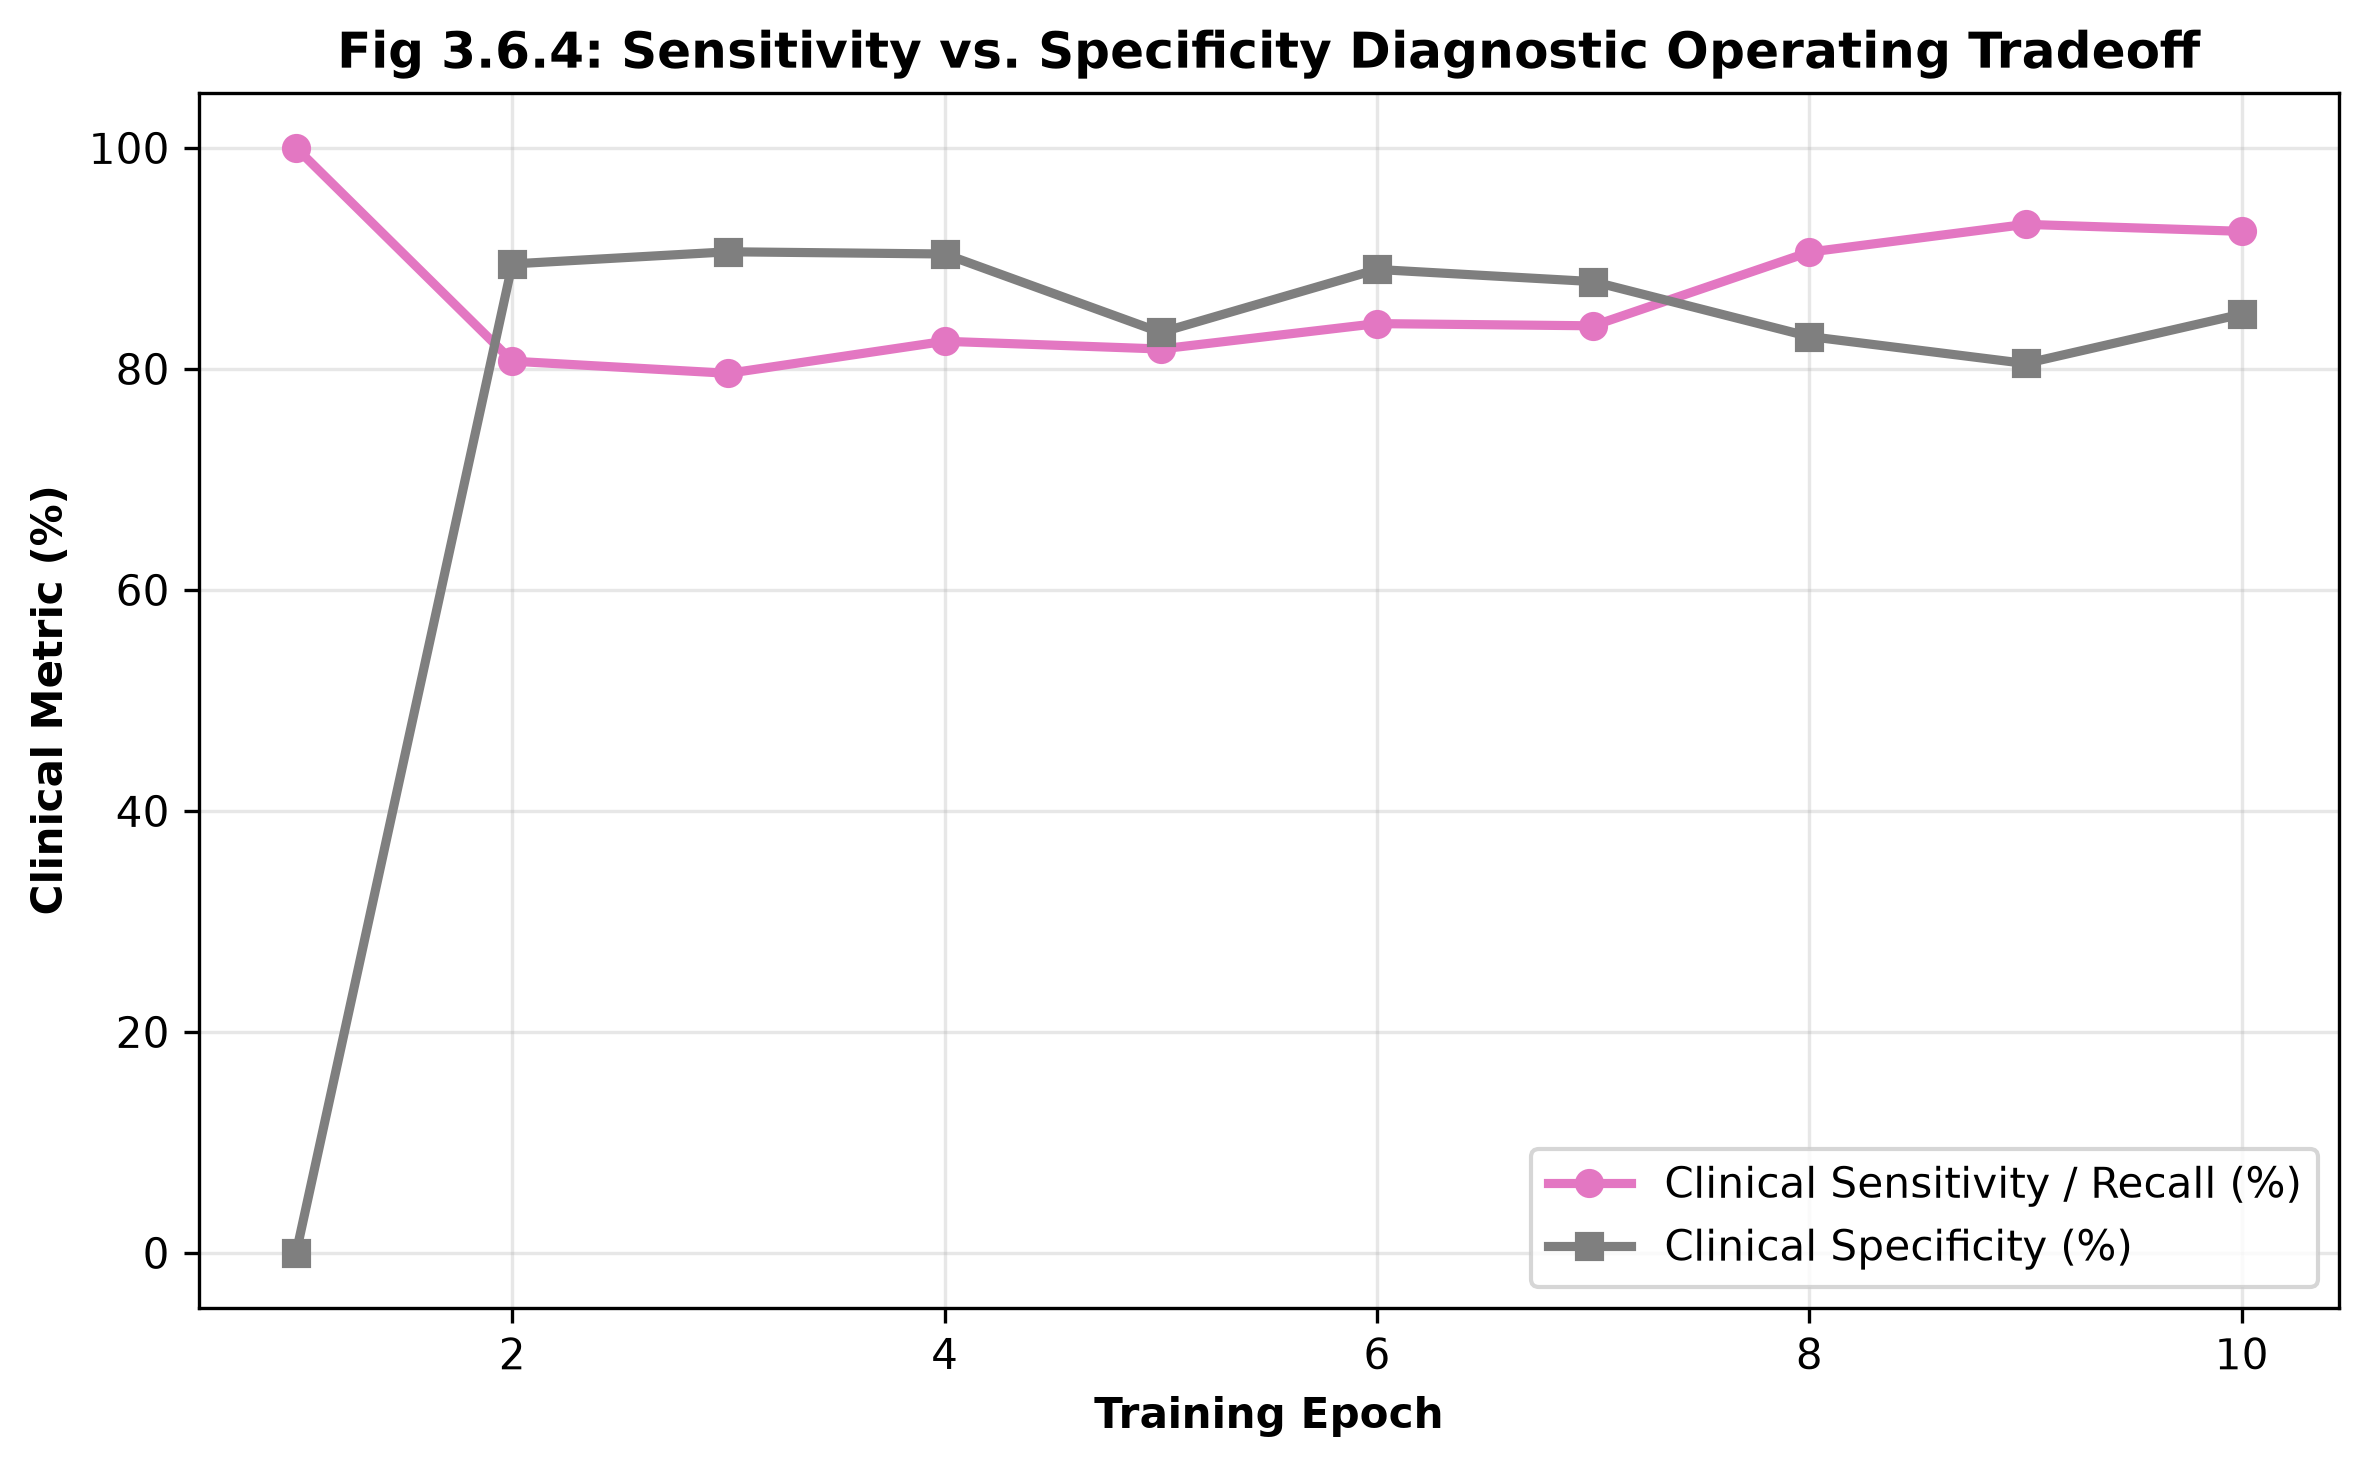 Fig 3.6.4: Sensitivity vs. Specificity Diagnostic Operating Tradeoff
Clinical Metric (%)
100
80
60
40
20
0
Clinical Sensitivity / Recall (%)
Clinical Specificity (%)
2 4 6 8 10
Training Epoch